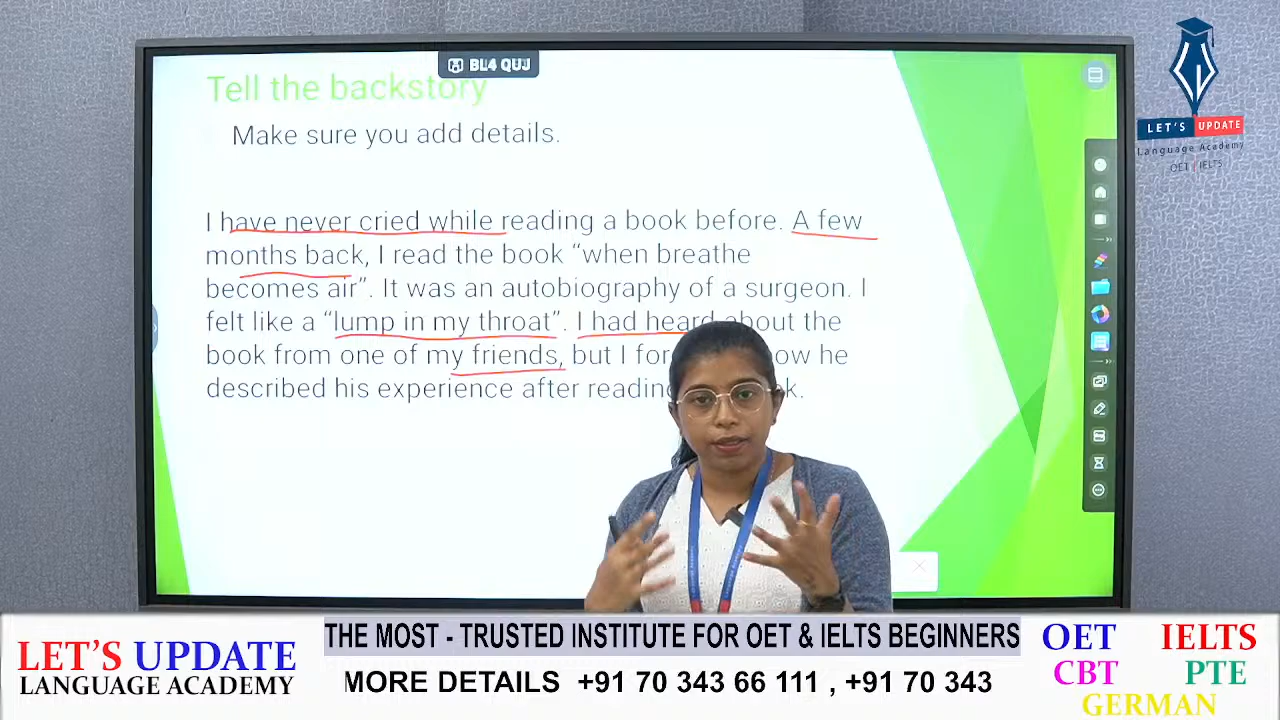 BL4 QUJ
Tell the backstory
Make sure you add details.
I have never cried while reading a book before. A few
months back, I read the book “when breathe
becomes air”. It was an autobiography of a surgeon. I
felt like a “lump in my throat”. I had heard about the
book from one of my friends, but I he
described his experience after reading
LET'S UPDATE
Language Academy
OET | IELTS
LET'S UPDATE
LANGUAGE ACADEMY
THE MOST - TRUSTED INSTITUTE FOR OET & IELTS BEGINNERS
MORE DETAILS +91 70 343 66 111 , +91 70 343
OET IELTS
CBT PTE
GERMAN